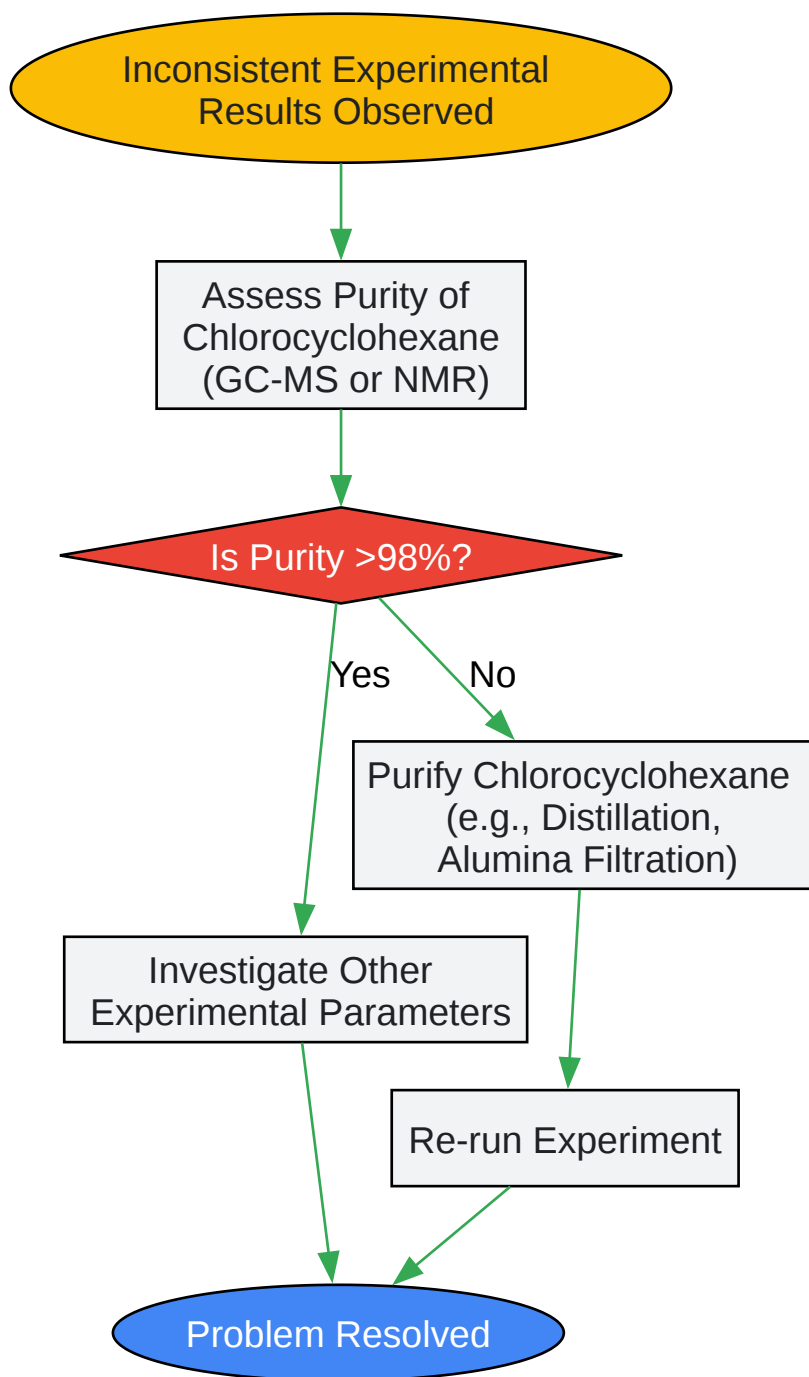 Inconsistent Experimental
Results Observed
Assess Purity of
Chlorocyclohexane
(GC-MS or NMR)
Is Purity >98%?
Yes
No
Purify Chlorocyclohexane
(e.g., Distillation,
Alumina Filtration)
Investigate Other
Experimental Parameters
Re-run Experiment
Problem Resolved